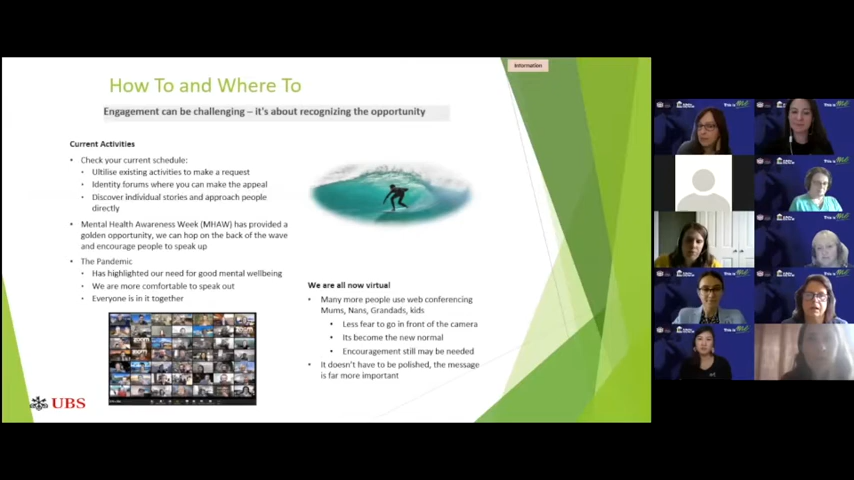 Information
How To and Where To
Engagement can be challenging – it's about recognizing the opportunity
Current Activities
• Check your current schedule:
• Ultilise existing activities to make a request
• Identity forums where you can make the appeal
• Discover individual stories and approach people
directly
• Mental Health Awareness Week (MHAW) has provided a
golden opportunity, we can hop on the back of the wave
and encourage people to speak up
• The Pandemic
• Has highlighted our need for good mental wellbeing
• We are more comfortable to speak out
• Everyone is in it together
We are all now virtual
• Many more people use web conferencing
Mums, Nans, Grandads, kids
• Less fear to go in front of the camera
• Its become the new normal
• Encouragement still may be needed
• It doesn't have to be polished, the message
is far more important
UBS